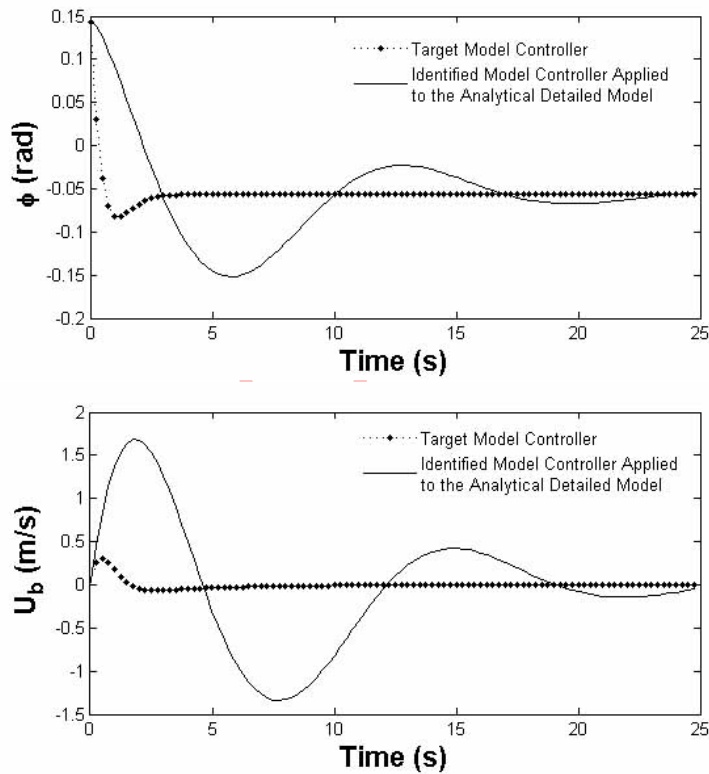 0.15
Target Model Controller
0.1
Identified Model Controller Applied
to the Analytical Detailed Model
0.05
0
-0.05
-0.1
-0.15
-0.2
ϕ (rad)
0 5 10 15 20 25
Time (s)
2
Target Model Controller
1.5
Identified Model Controller Applied
to the Analytical Detailed Model
1
0.5
0
-0.5
-1
-1.5
U_b (m/s)
0 5 10 15 20 25
Time (s)